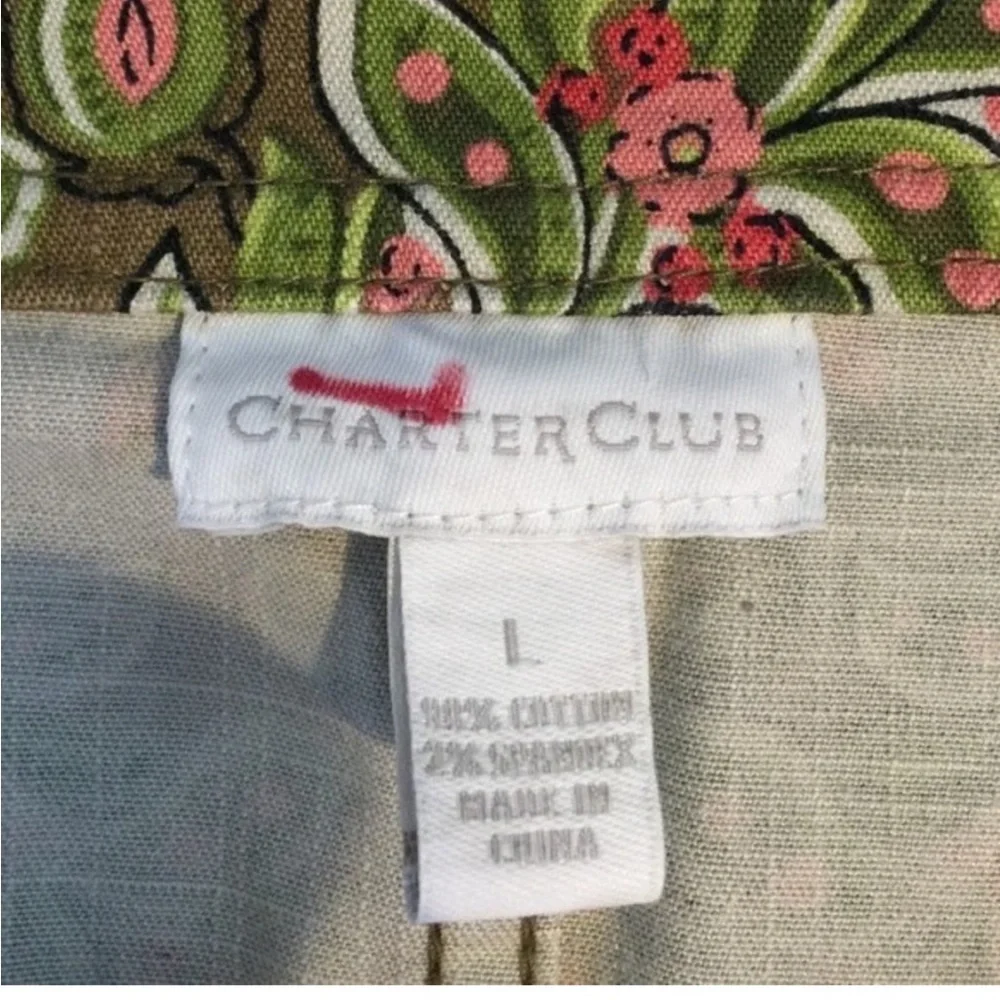 CHARTER CLUB
L
98% COTTON
2% SPANDEX
MADE IN
CHINA